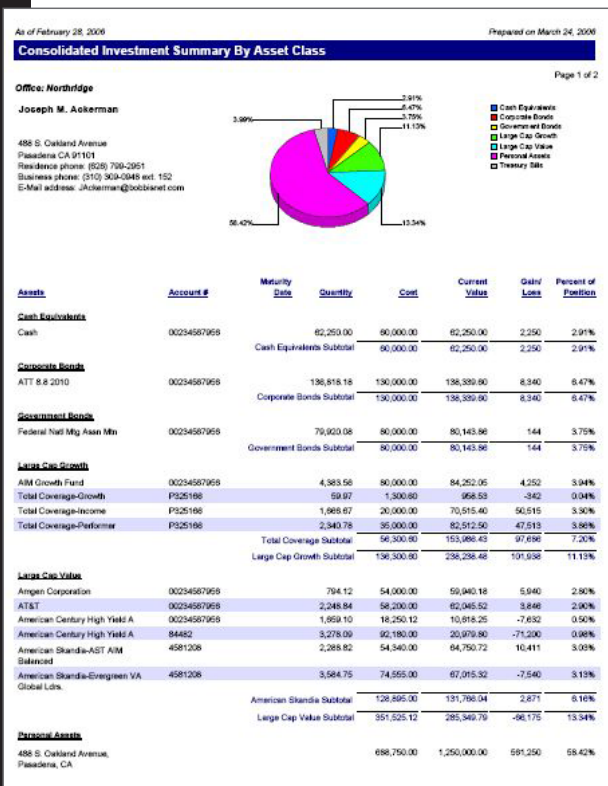 As of February 28, 2006 Prepared on March 24, 2006
Consolidated Investment Summary By Asset Class
Page 1 of 2
Office: Northridge
Joseph M. Ackerman
488 S. Oakland Avenue
Pasadena CA 91101
Residence phone: (626) 799-2951
Business phone: (310) 309-0948 ext. 152
E-Mail address: JAckerman@bobbisnet.com
3.99%
2.91%
6.47%
3.75%
11.13%
58.42%
13.34%
Cash Equivalents
Corporate Bonds
Government Bonds
Large Cap Growth
Large Cap Value
Personal Assets
Treasury Bills
Assets Account # Maturity Date Quantity Cost Current Value Gain/ Loss Percent of Position
Cash Equivalents
Cash 00234567956 62,250.00 60,000.00 62,250.00 2,250 2.91%
Cash Equivalents Subtotal 60,000.00 62,250.00 2,250 2.91%
Corporate Bonds
ATT 8.8 2010 00234567956 136,818.18 130,000.00 138,339.60 8,340 6.47%
Corporate Bonds Subtotal 130,000.00 138,339.60 8,340 6.47%
Government Bonds
Federal Natl Mtg Assn Mtn 00234567956 79,920.08 80,000.00 80,143.86 144 3.75%
Government Bonds Subtotal 80,000.00 80,143.86 144 3.75%
Large Cap Growth
AIM Growth Fund 00234567956 4,383.56 80,000.00 84,252.05 4,252 3.94%
Total Coverage-Growth P325166 59.97 1,300.60 958.53 -342 0.04%
Total Coverage-Income P325166 1,666.67 20,000.00 70,515.40 50,515 3.30%
Total Coverage-Performer P325166 2,340.78 35,000.00 82,512.50 47,513 3.86%
Total Coverage Subtotal 56,300.60 153,986.43 97,686 7.20%
Large Cap Growth Subtotal 136,300.60 238,238.48 101,938 11.13%
Large Cap Value
Amgen Corporation 00234567956 794.12 54,000.00 59,940.18 5,940 2.80%
AT&T 00234567956 2,248.84 58,200.00 62,045.52 3,846 2.90%
American Century High Yield A 00234567956 1,659.10 18,250.12 10,618.25 -7,632 0.50%
American Century High Yield A 84482 3,278.09 92,180.00 20,979.80 -71,200 0.98%
American Skandia-AST AIM 4581206 2,288.82 54,340.00 64,750.72 10,411 3.03%
Balanced
American Skandia-Evergreen VA 4581206 3,584.75 74,555.00 67,015.32 -7,540 3.13%
Global Ldrs.
American Skandia Subtotal 128,895.00 131,766.04 2,871 6.16%
Large Cap Value Subtotal 351,525.12 285,349.79 -66,175 13.34%
Personal Assets
488 S. Oakland Avenue, 688,750.00 1,250,000.00 561,250 58.42%
Pasadena, CA